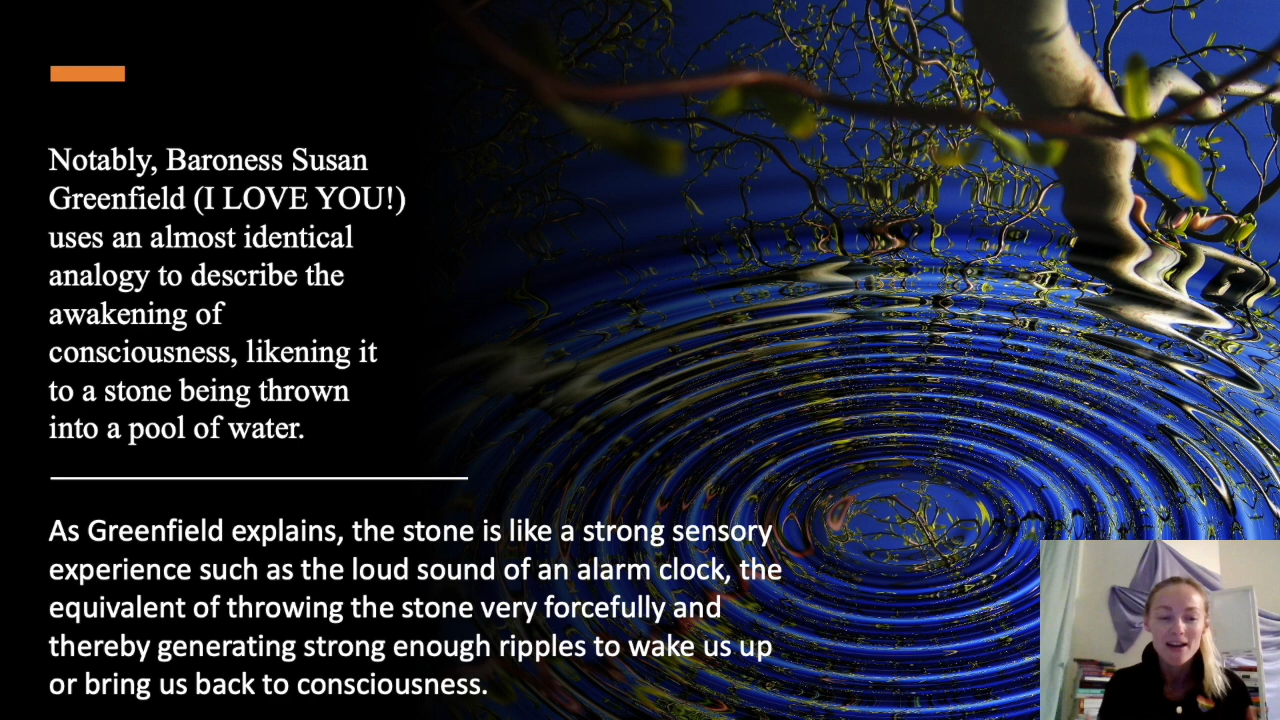 Notably, Baroness Susan
Greenfield (I LOVE YOU!)
uses an almost identical
analogy to describe the
awakening of
consciousness, likening it
to a stone being thrown
into a pool of water.
As Greenfield explains, the stone is like a strong sensory
experience such as the loud sound of an alarm clock, the
equivalent of throwing the stone very forcefully and
thereby generating strong enough ripples to wake us up
or bring us back to consciousness.